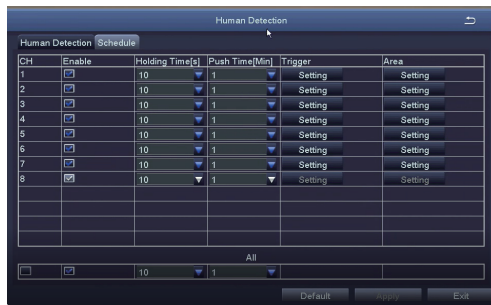 Human Detection
Human Detection Schedule
CH Enable Holding Time[s] Push Time[Min] Trigger Area
1 10 1 Setting Setting
2 10 1 Setting Setting
3 10 1 Setting Setting
4 10 1 Setting Setting
5 10 1 Setting Setting
6 10 1 Setting Setting
7 10 1 Setting Setting
8 10 1 Setting Setting
All
10 1
Default Apply Exit